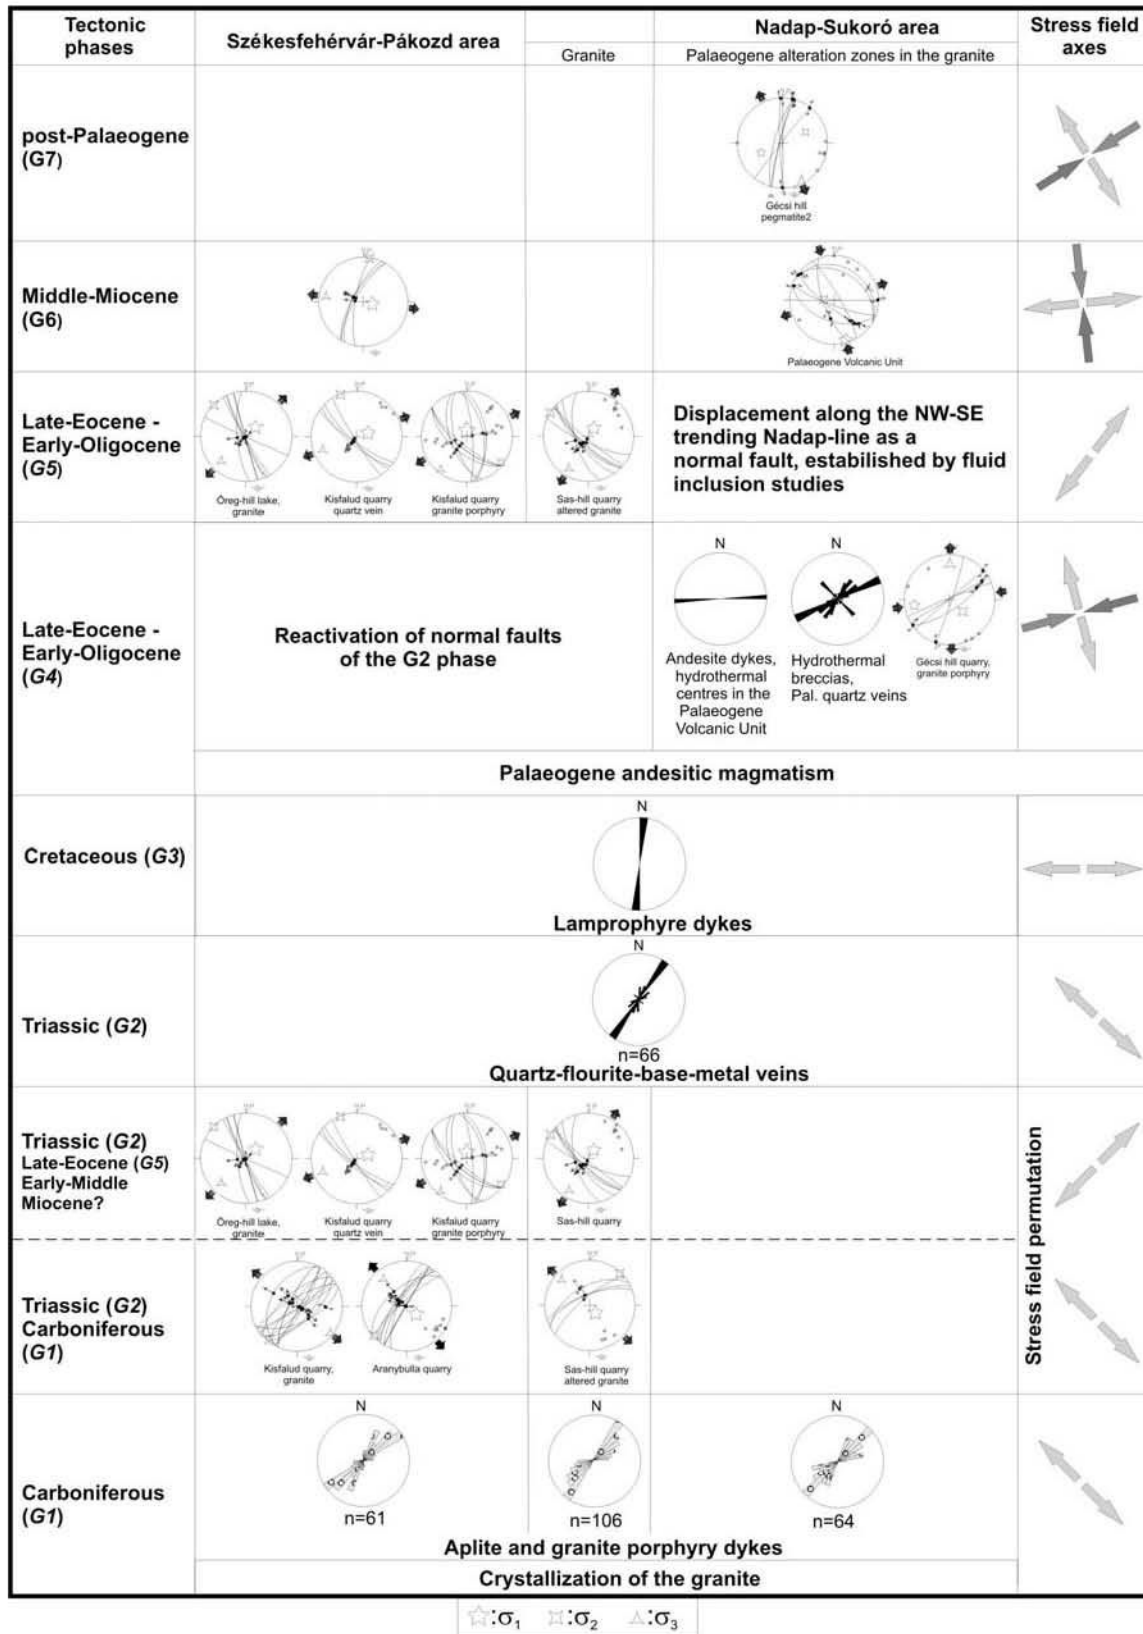 Tectonic
phases
Székesfehérvár-Pákozd area
Nadap-Sukoró area
Granite
Palaeogene alteration zones in the granite
Stress field
axes
post-Palaeogene
(G7)
Gécsi hill
pegmatite2
Middle-Miocene
(G6)
Palaeogene Volcanic Unit
Late-Eocene -
Early-Oligocene
(G5)
Öreg-hill lake,
granite
Kisfalud quarry
quartz vein
Kisfalud quarry
granite porphyry
Sas-hill quarry
altered granite
Displacement along the NW-SE
trending Nadap-line as a
normal fault, estabilished by fluid
inclusion studies
Late-Eocene -
Early-Oligocene
(G4)
Reactivation of normal faults
of the G2 phase
N
Andesite dykes,
hydrothermal
centres in the
Palaeogene
Volcanic Unit
N
Hydrothermal
breccias,
Pal. quartz veins
Gécsi hill quarry,
granite porphyry
Palaeogene andesitic magmatism
Cretaceous (G3)
N
Lamprophyre dykes
Triassic (G2)
N
n=66
Quartz-flourite-base-metal veins
Triassic (G2)
Late-Eocene (G5)
Early-Middle
Miocene?
Öreg-hill lake,
granite
Kisfalud quarry
quartz vein
Kisfalud quarry
granite porphyry
Sas-hill quarry
Stress field permutation
Triassic (G2)
Carboniferous
(G1)
Kisfalud quarry,
granite
Aranybulla quarry
Sas-hill quarry
altered granite
Carboniferous
(G1)
N
n=61
N
n=106
N
n=64
Aplite and granite porphyry dykes
Crystallization of the granite
:σ1 :σ2 :σ3